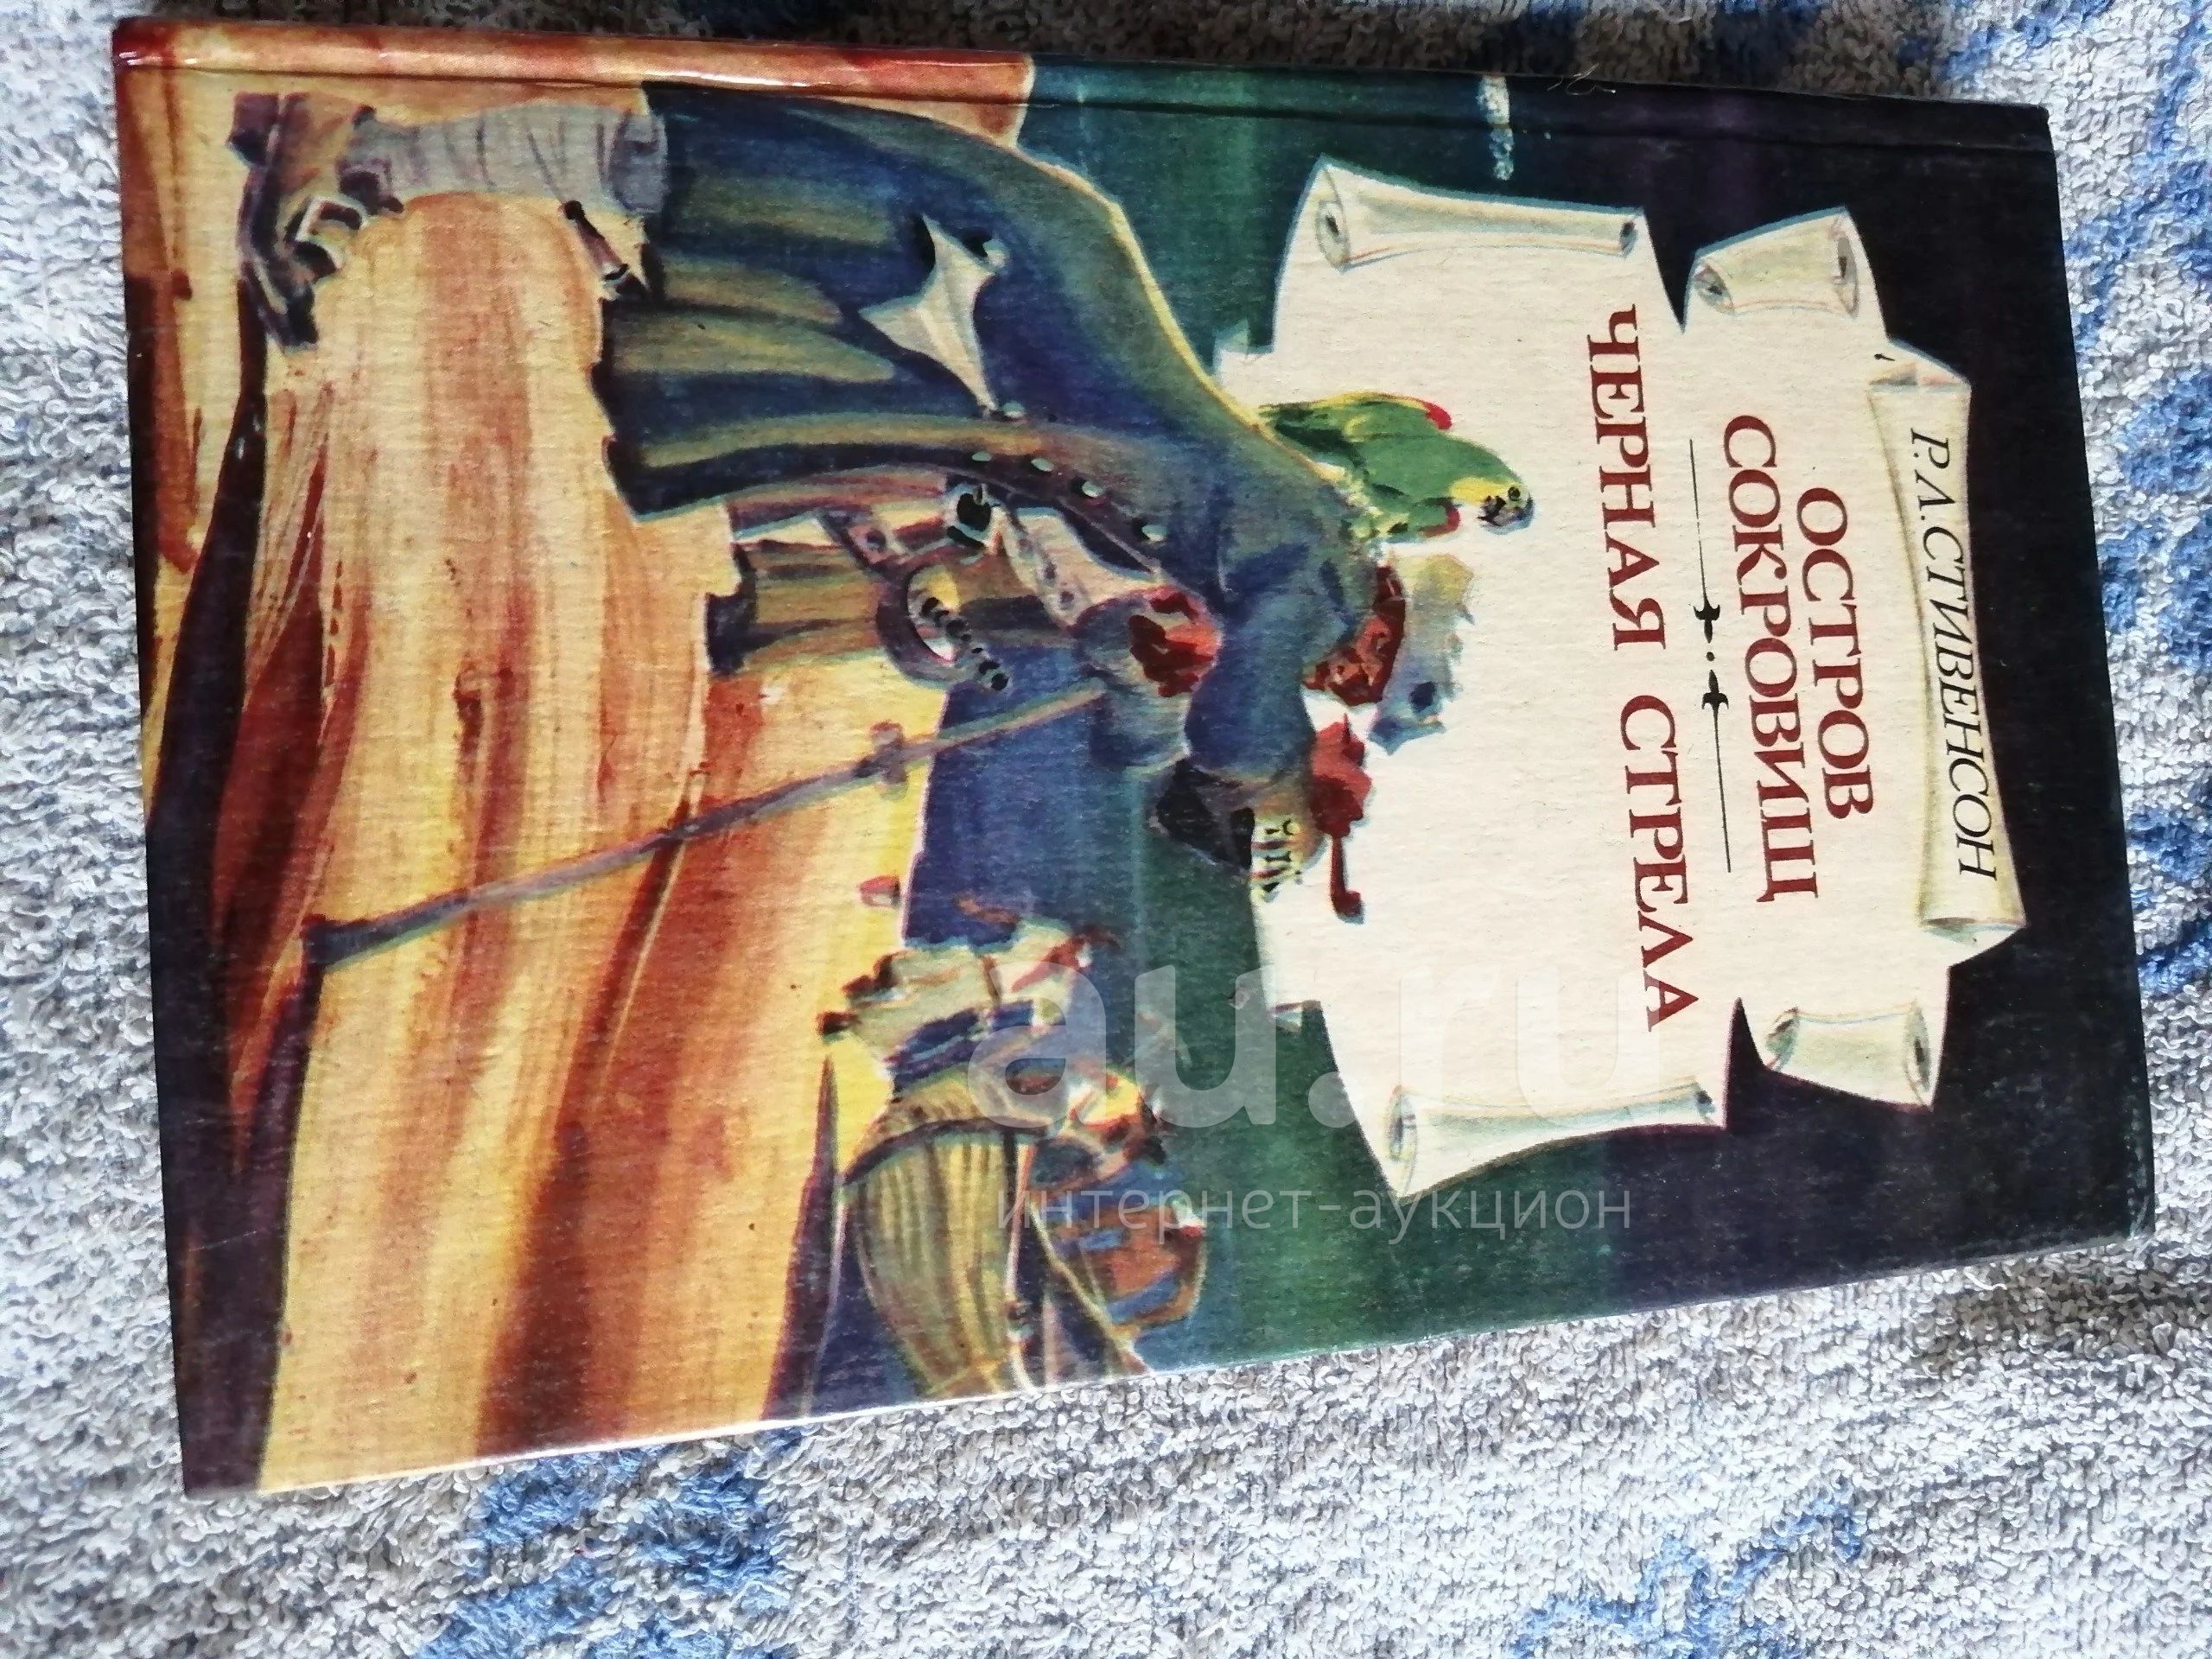 Р.Л.СТИВЕНСОН
ОСТРОВ
СОКРОВИЩ
ЧЕРНАЯ СТРЕЛА
au.ru
интернет-аукцион